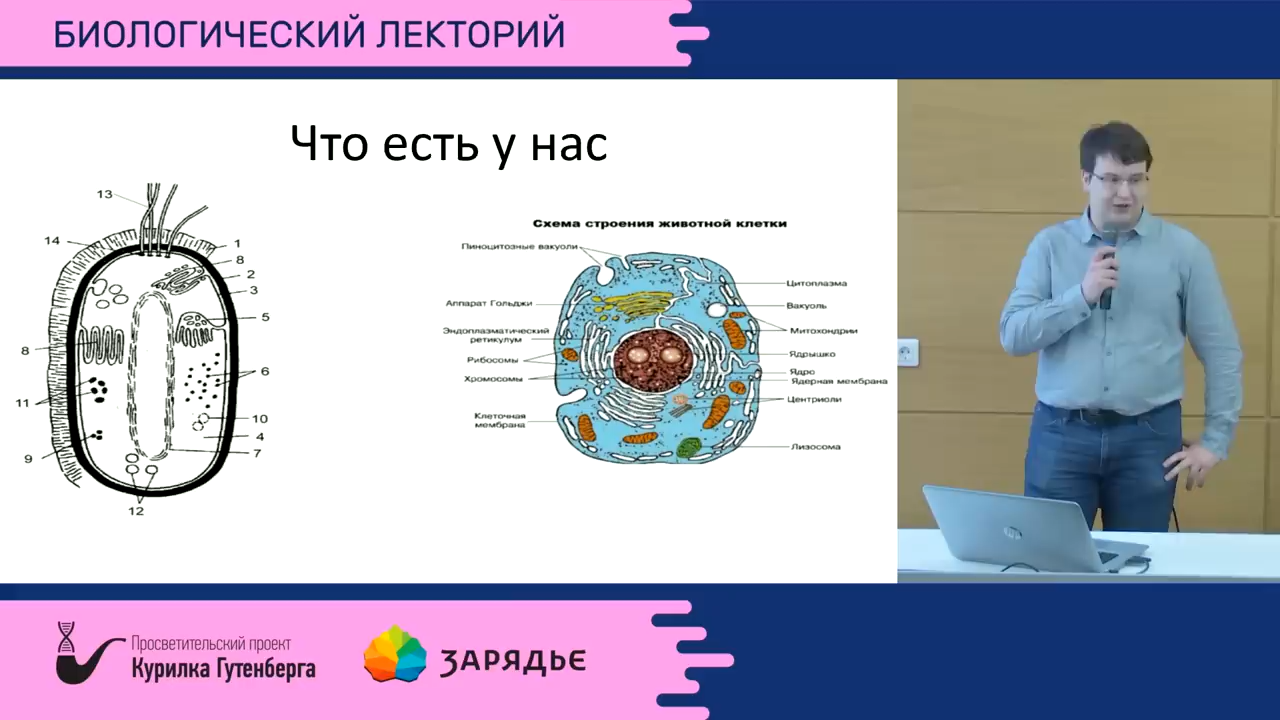 БИОЛОГИЧЕСКИЙ ЛЕКТОРИЙ
Что есть у нас
13
14
1
8
2
3
5
8
6
11
10
4
9
7
12
Схема строения животной клетки
Пиноцитозные вакуоли
Аппарат Гольджи
Эндоплазматический
ретикулум
Рибосомы
Хромосомы
Клеточная
мембрана
Цитоплазма
Вакуоль
Митохондрии
Ядрышко
Ядро
Ядерная мембрана
Центриоли
Лизосома
hp
Просветительский проект
Курилка Гутенберга
ЗАРЯДЬЕ